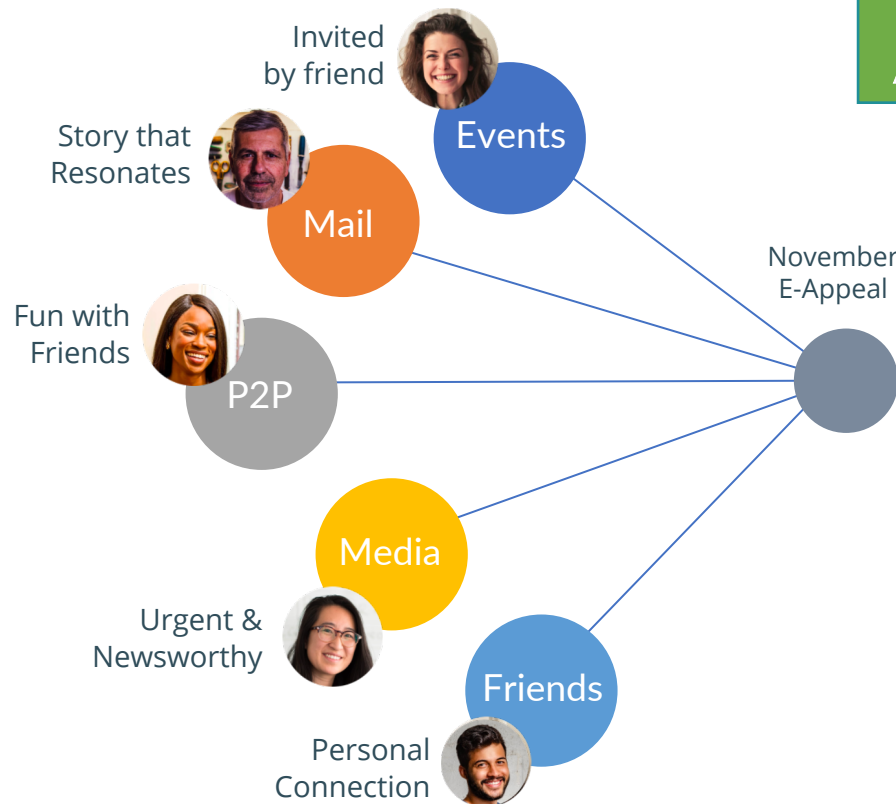 Invited
by friend
Events
Story that
Resonates
Mail
November
E-Appeal
Fun with
Friends
P2P
Media
Urgent &
Newsworthy
Friends
Personal
Connection